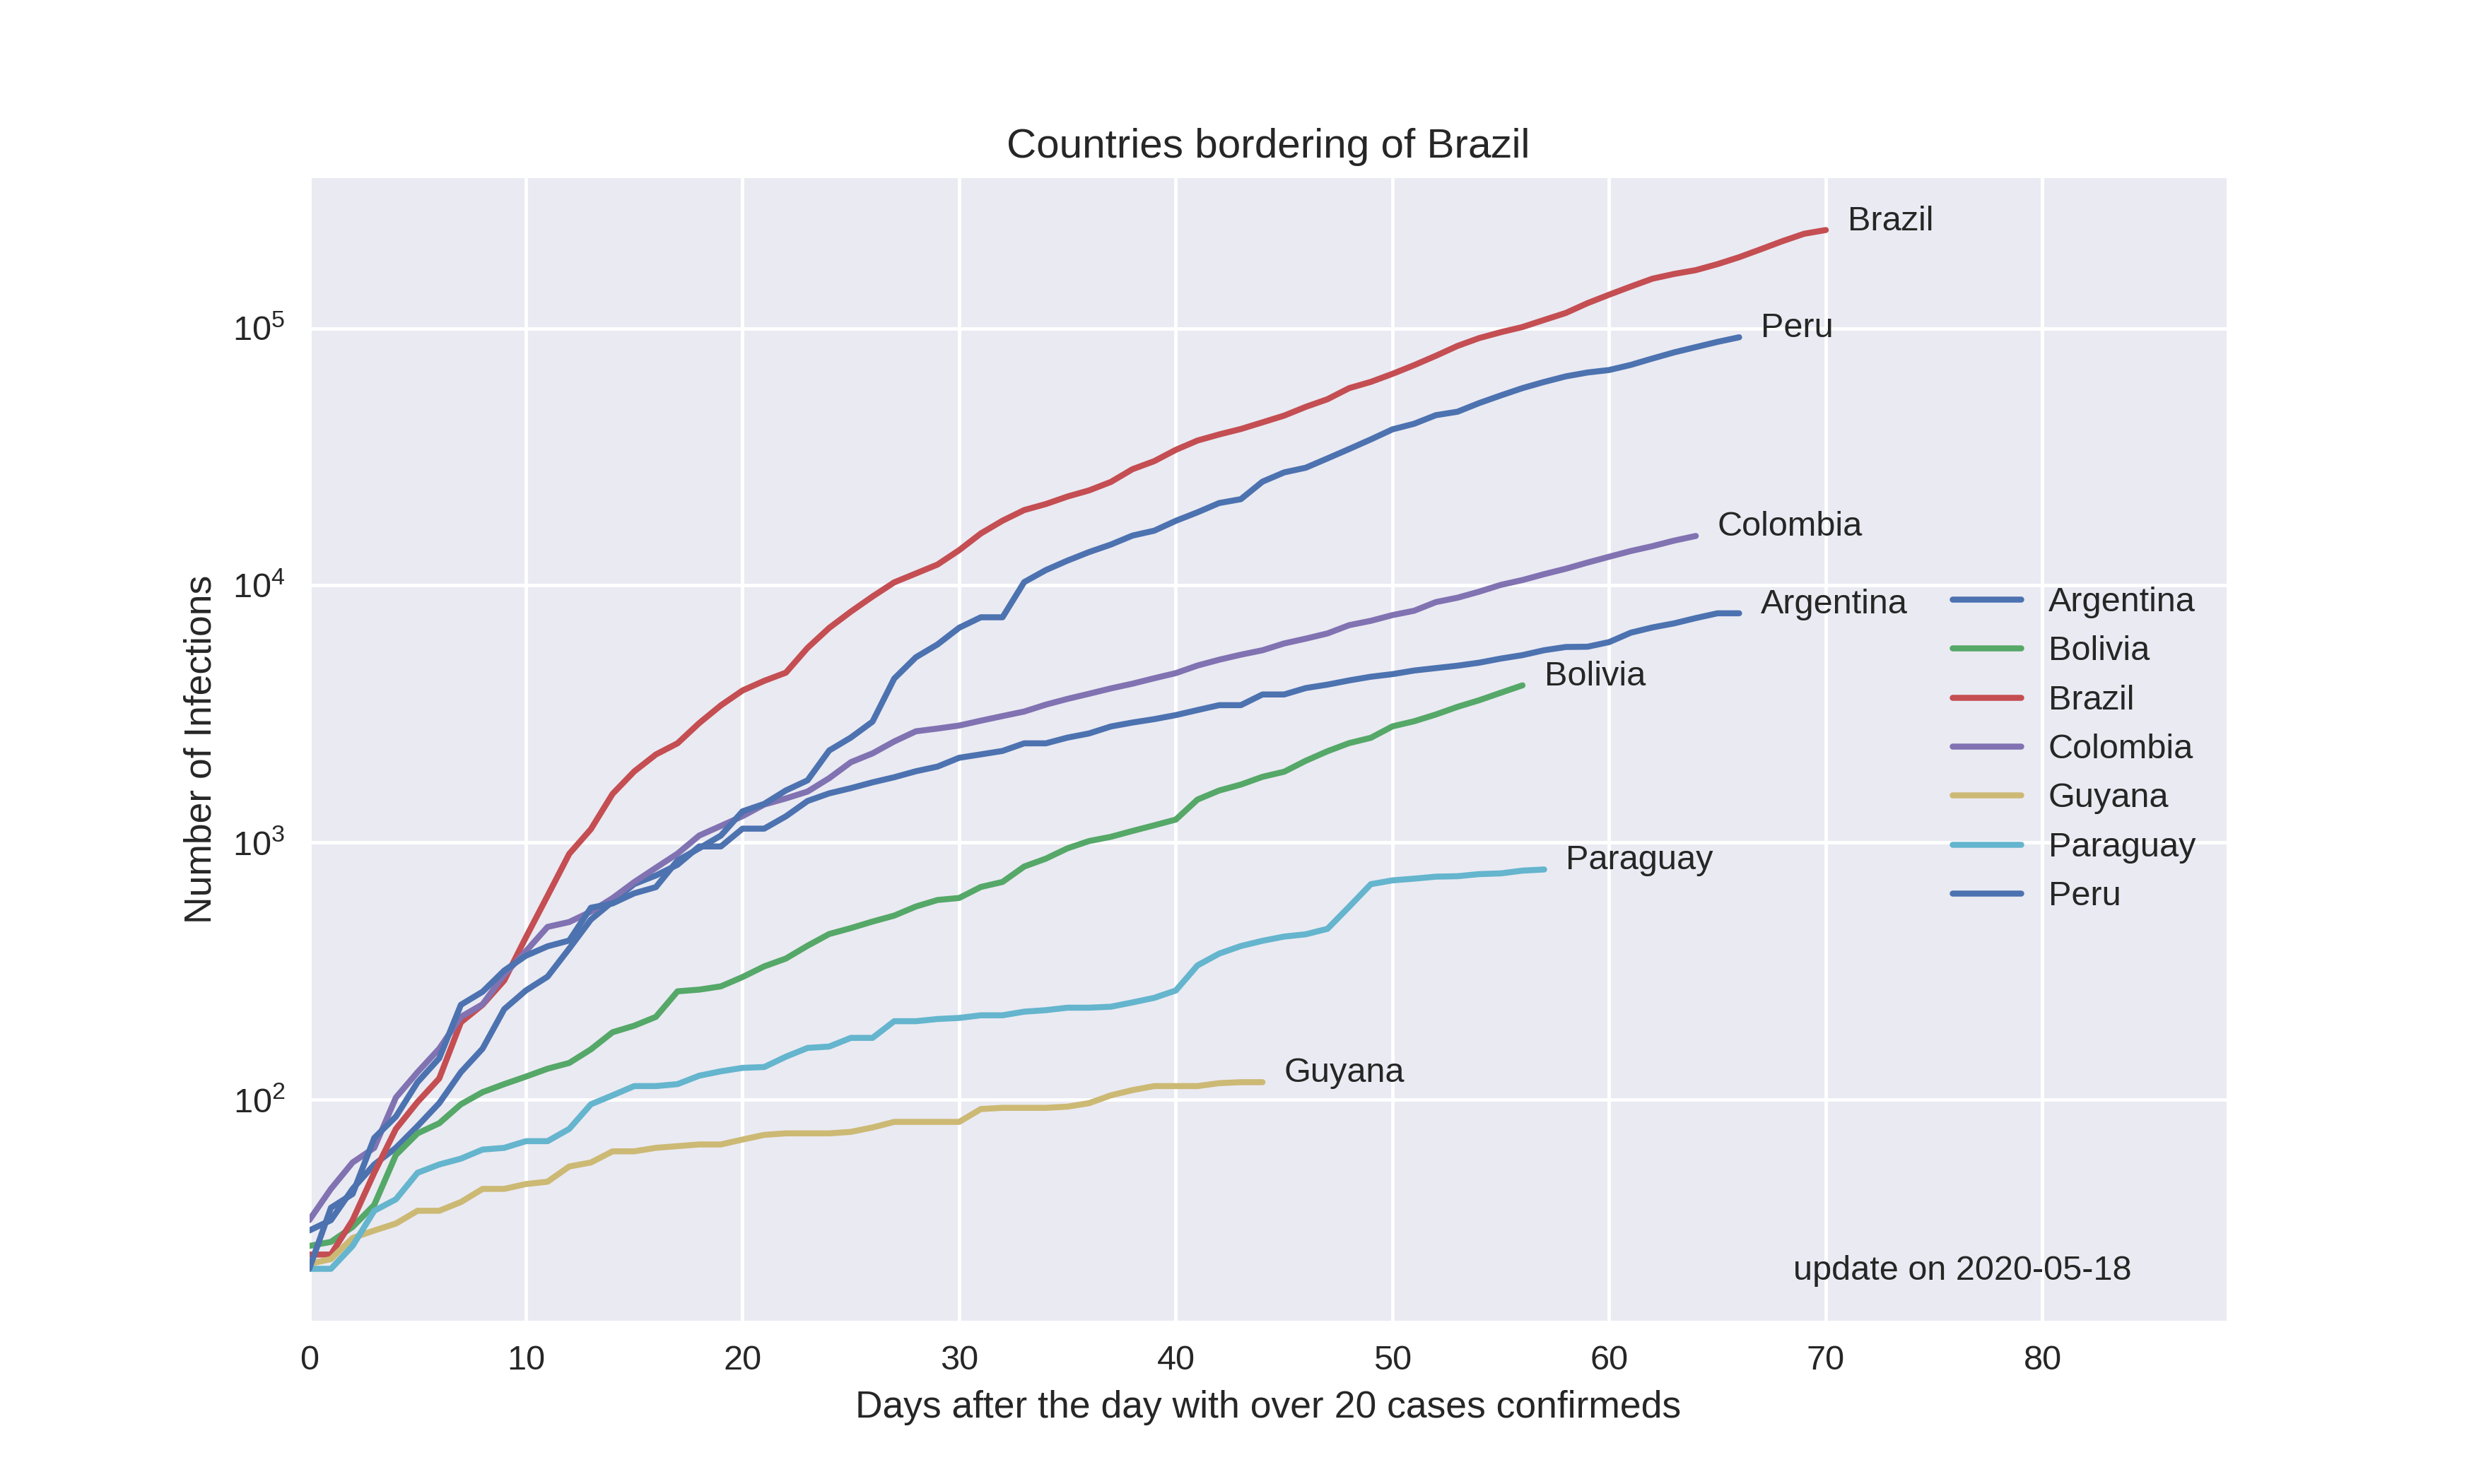 Countries bordering of Brazil
Number of Infections
10^5
10^4
10^3
10^2
Brazil
Peru
Colombia
Argentina
Bolivia
Paraguay
Guyana
Argentina
Bolivia
Brazil
Colombia
Guyana
Paraguay
Peru
update on 2020-05-18
0 10 20 30 40 50 60 70 80
Days after the day with over 20 cases confirmeds